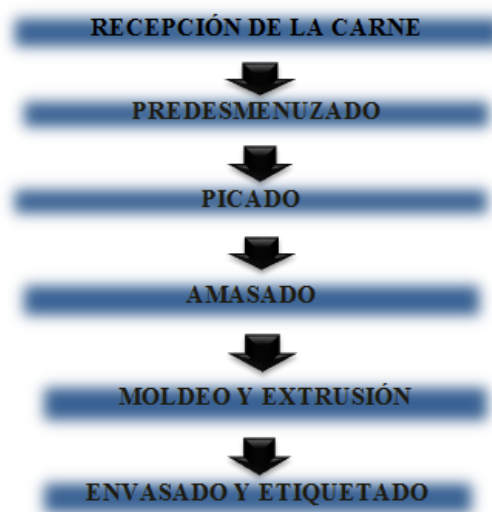 RECEPCIÓN DE LA CARNE
PREDESMENUZADO
PICADO
AMASADO
MOLDEO Y EXTRUSIÓN
ENVASADO Y ETIQUETADO